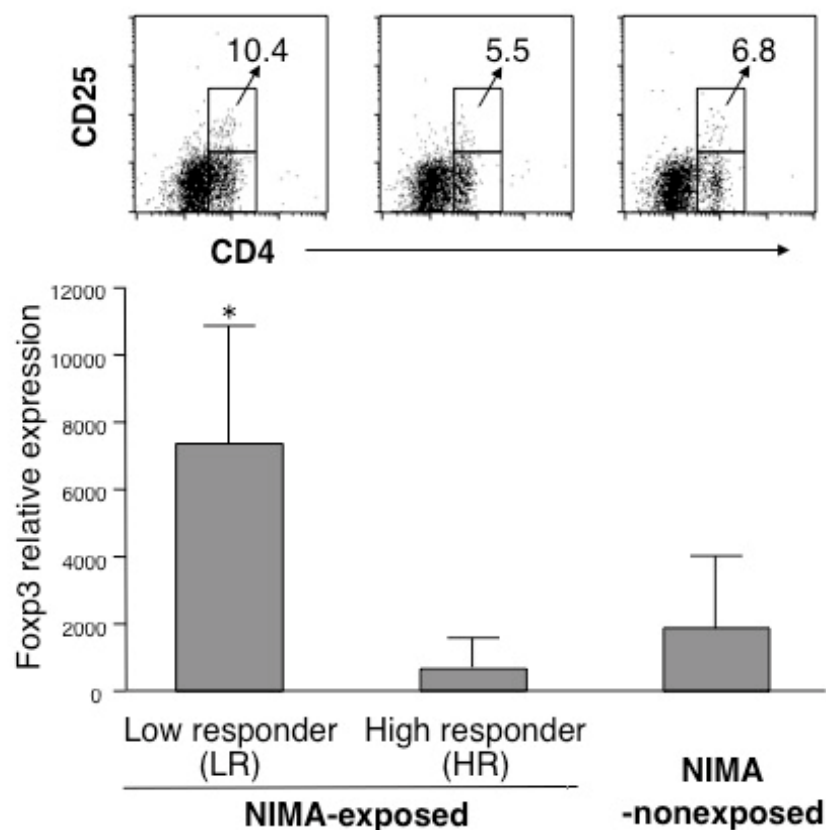 10.4
5.5
6.8
CD25
CD4
12000
10000
8000
6000
4000
2000
0
Foxp3 relative expression
*
Low responder
(LR)
High responder
(HR)
NIMA-exposed
NIMA
-nonexposed